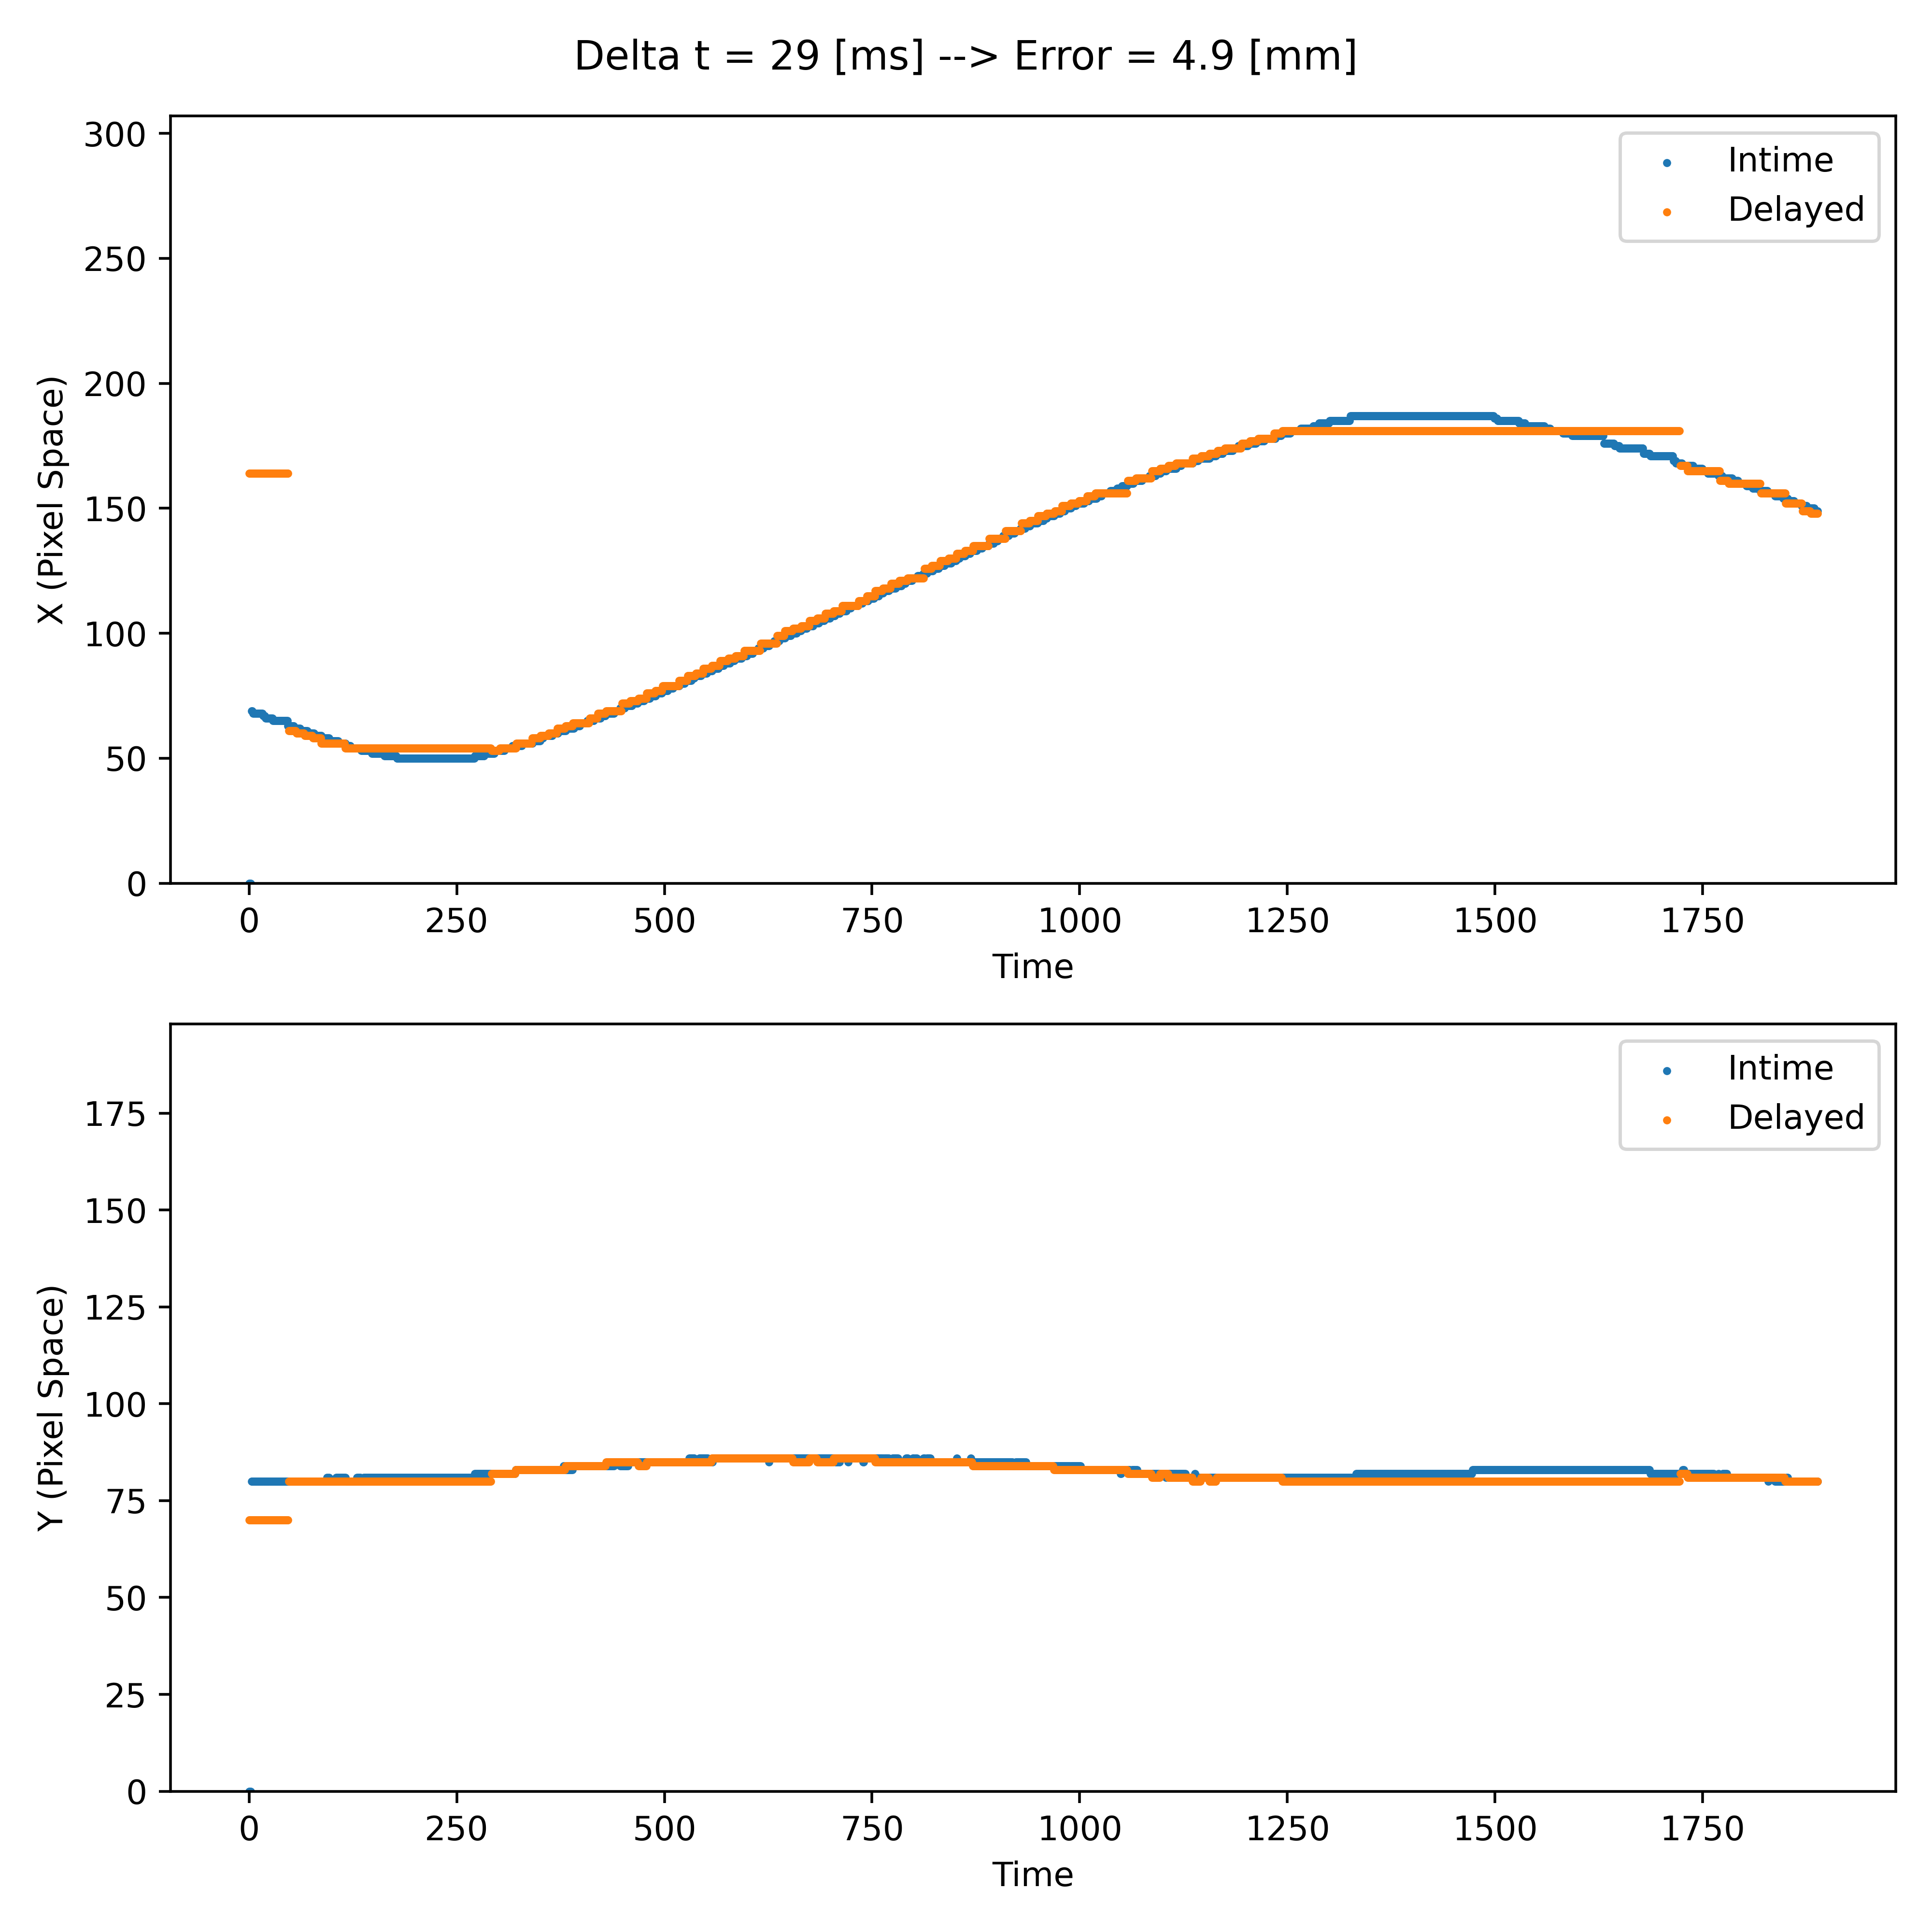 Delta t = 29 [ms] --> Error = 4.9 [mm]
300
250
200
150
100
50
0
X (Pixel Space)
Intime
Delayed
0 250 500 750 1000 1250 1500 1750
Time
175
150
125
100
75
50
25
0
Y (Pixel Space)
Intime
Delayed
0 250 500 750 1000 1250 1500 1750
Time